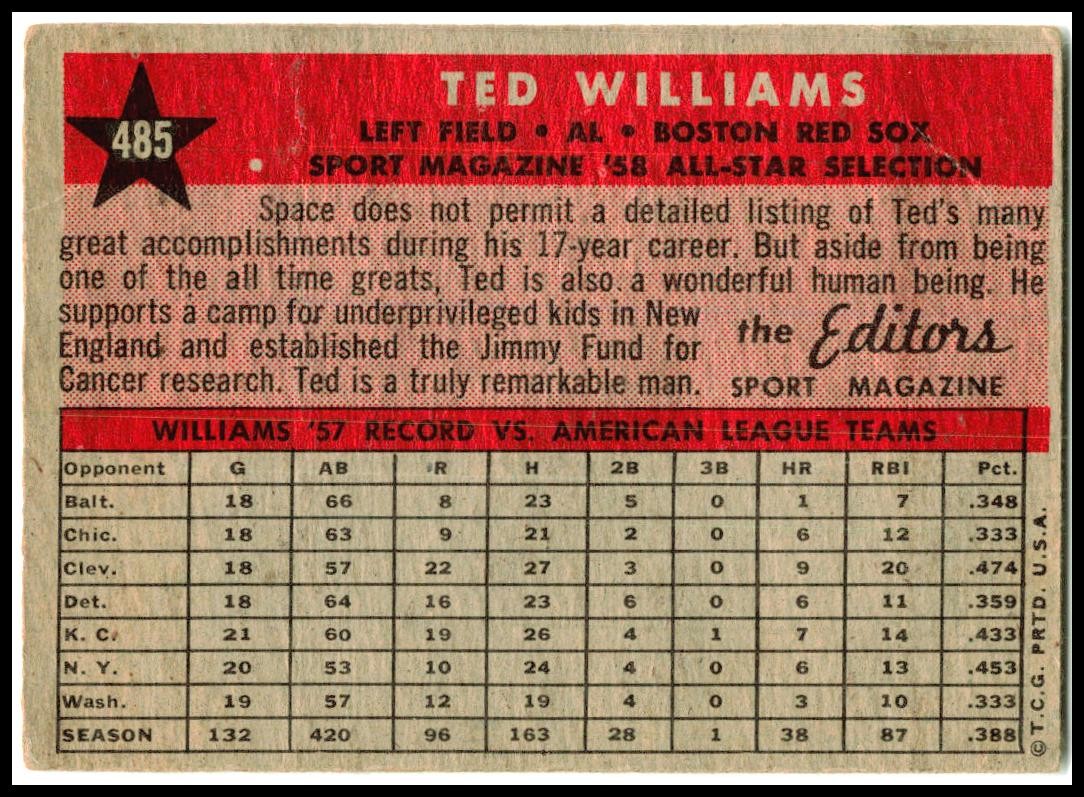 485
TED WILLIAMS
LEFT FIELD • AL • BOSTON RED SOX
SPORT MAGAZINE '58 ALL-STAR SELECTION
Space does not permit a detailed listing of Ted's many
great accomplishments during his 17-year career. But aside from being
one of the all time greats, Ted is also a wonderful human being. He
supports a camp for underprivileged kids in New
England and established the Jimmy Fund for
Cancer research. Ted is a truly remarkable man.
the Editors
SPORT MAGAZINE
WILLIAMS '57 RECORD VS. AMERICAN LEAGUE TEAMS
Opponent G AB R H 2B 3B HR RBI Pct.
Balt. 18 66 8 23 5 0 1 7 .348
Chic. 18 63 9 21 2 0 6 12 .333
Clev. 18 57 22 27 3 0 9 20 .474
Det. 18 64 16 23 6 0 6 11 .359
K. C. 21 60 19 26 4 1 7 14 .433
N. Y. 20 53 10 24 4 0 6 13 .453
Wash. 19 57 12 19 4 0 3 10 .333
SEASON 132 420 96 163 28 1 38 87 .388
© T.C.G. PRTD. U.S.A.